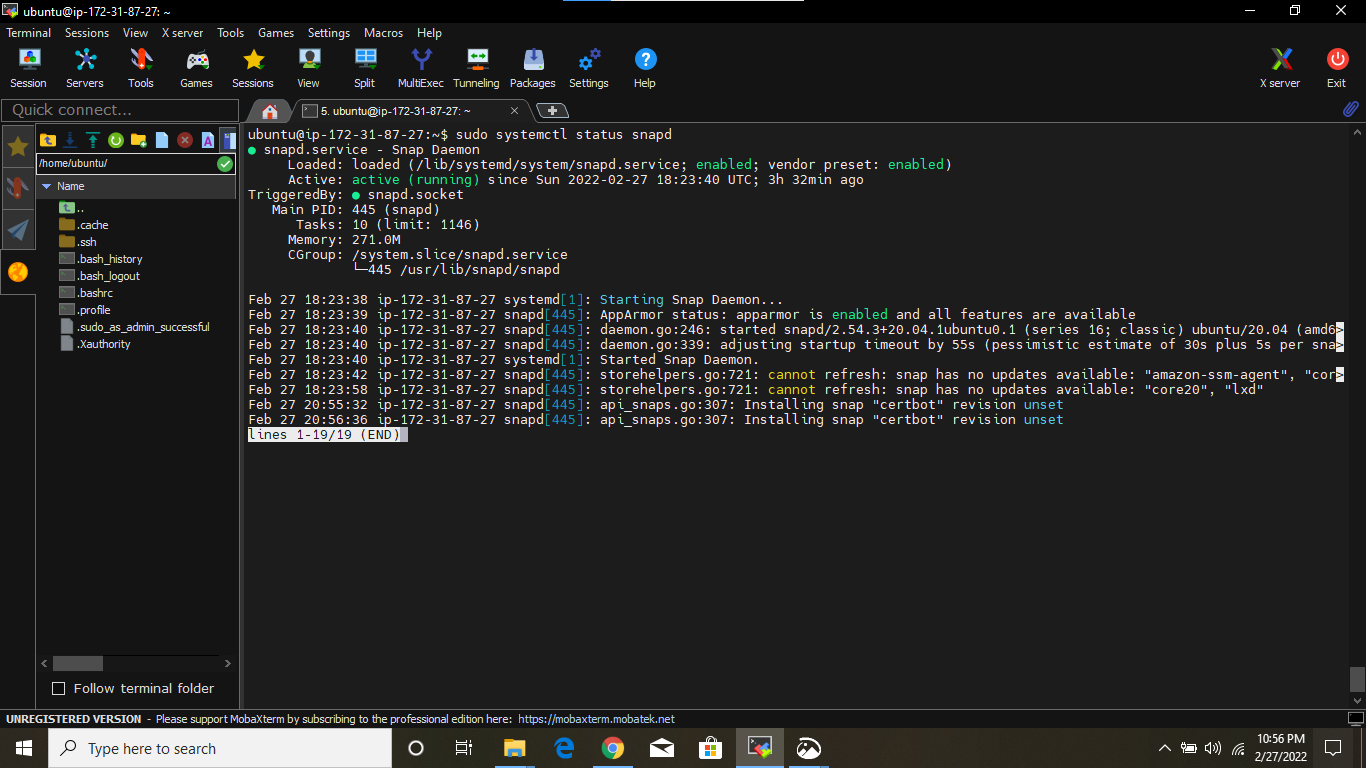 ubuntu@ip-172-31-87-27: ~
Terminal Sessions View X server Tools Games Settings Macros Help
Session Servers Tools Games Sessions View Split MultiExec Tunneling Packages Settings Help X server Exit
Quick connect...
5. ubuntu@ip-172-31-87-27: ~
/home/ubuntu/
Name
..
.cache
.ssh
.bash_history
.bash_logout
.bashrc
.profile
.sudo_as_admin_successful
.Xauthority
Follow terminal folder
ubuntu@ip-172-31-87-27:~$ sudo systemctl status snapd
● snapd.service - Snap Daemon
Loaded: loaded (/lib/systemd/system/snapd.service; enabled; vendor preset: enabled)
Active: active (running) since Sun 2022-02-27 18:23:40 UTC; 3h 32min ago
TriggeredBy: ● snapd.socket
Main PID: 445 (snapd)
Tasks: 10 (limit: 1146)
Memory: 271.0M
CGroup: /system.slice/snapd.service
└─445 /usr/lib/snapd/snapd
Feb 27 18:23:38 ip-172-31-87-27 systemd[1]: Starting Snap Daemon...
Feb 27 18:23:39 ip-172-31-87-27 snapd[445]: AppArmor status: apparmor is enabled and all features are available
Feb 27 18:23:40 ip-172-31-87-27 snapd[445]: daemon.go:246: started snapd/2.54.3+20.04.1ubuntu0.1 (series 16; classic) ubuntu/20.04 (amd6>
Feb 27 18:23:40 ip-172-31-87-27 snapd[445]: daemon.go:339: adjusting startup timeout by 55s (pessimistic estimate of 30s plus 5s per sna>
Feb 27 18:23:40 ip-172-31-87-27 systemd[1]: Started Snap Daemon.
Feb 27 18:23:42 ip-172-31-87-27 snapd[445]: storehelpers.go:721: cannot refresh: snap has no updates available: "amazon-ssm-agent", "cor>
Feb 27 18:23:58 ip-172-31-87-27 snapd[445]: storehelpers.go:721: cannot refresh: snap has no updates available: "core20", "lxd"
Feb 27 20:55:32 ip-172-31-87-27 snapd[445]: api_snaps.go:307: Installing snap "certbot" revision unset
Feb 27 20:56:36 ip-172-31-87-27 snapd[445]: api_snaps.go:307: Installing snap "certbot" revision unset
lines 1-19/19 (END)
UNREGISTERED VERSION - Please support MobaXterm by subscribing to the professional edition here: https://mobaxterm.mobatek.net
Type here to search
10:56 PM
2/27/2022